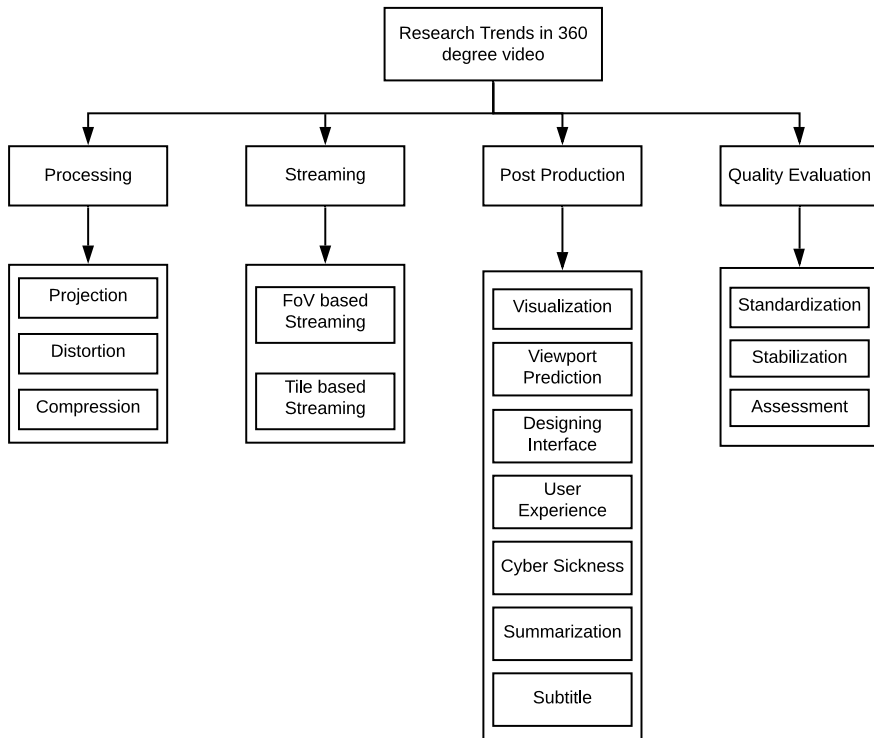 Research Trends in 360
degree video
Processing
Streaming
Post Production
Quality Evaluation
Projection
Distortion
Compression
FoV based
Streaming
Tile based
Streaming
Visualization
Viewport
Prediction
Designing
Interface
User
Experience
Cyber Sickness
Summarization
Subtitle
Standardization
Stabilization
Assessment